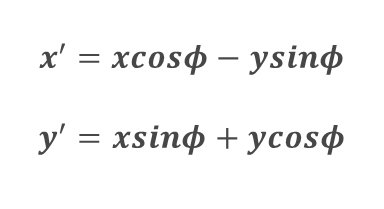 x′ = xcosϕ − ysinϕ
y′ = xsinϕ + ycosϕ